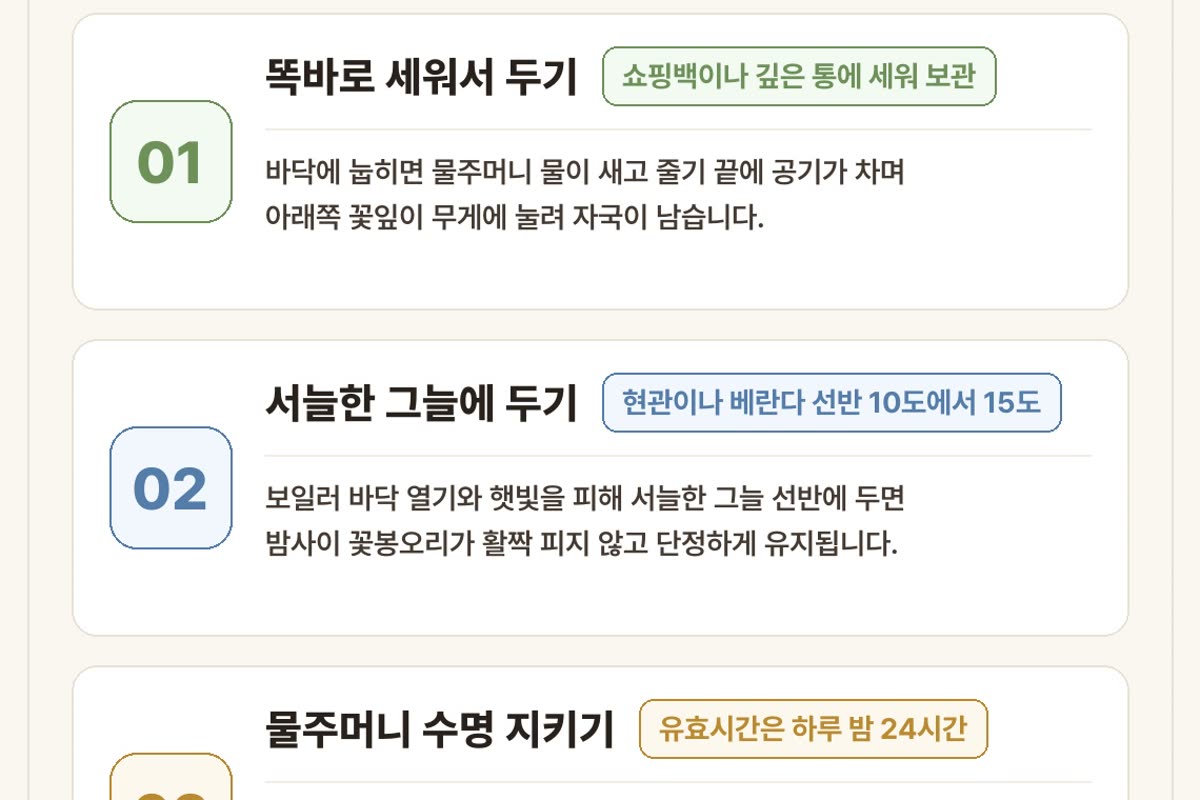 똑바로 세워서 두기
쇼핑백이나 깊은 통에 세워 보관
01
바닥에 눕히면 물주머니 물이 새고 줄기 끝에 공기가 차며
아래쪽 꽃잎이 무게에 눌려 자국이 남습니다.
서늘한 그늘에 두기
현관이나 베란다 선반 10도에서 15도
02
보일러 바닥 열기와 햇빛을 피해 서늘한 그늘 선반에 두면
밤사이 꽃봉오리가 활짝 피지 않고 단정하게 유지됩니다.
물주머니 수명 지키기
유효시간은 하루 밤 24시간